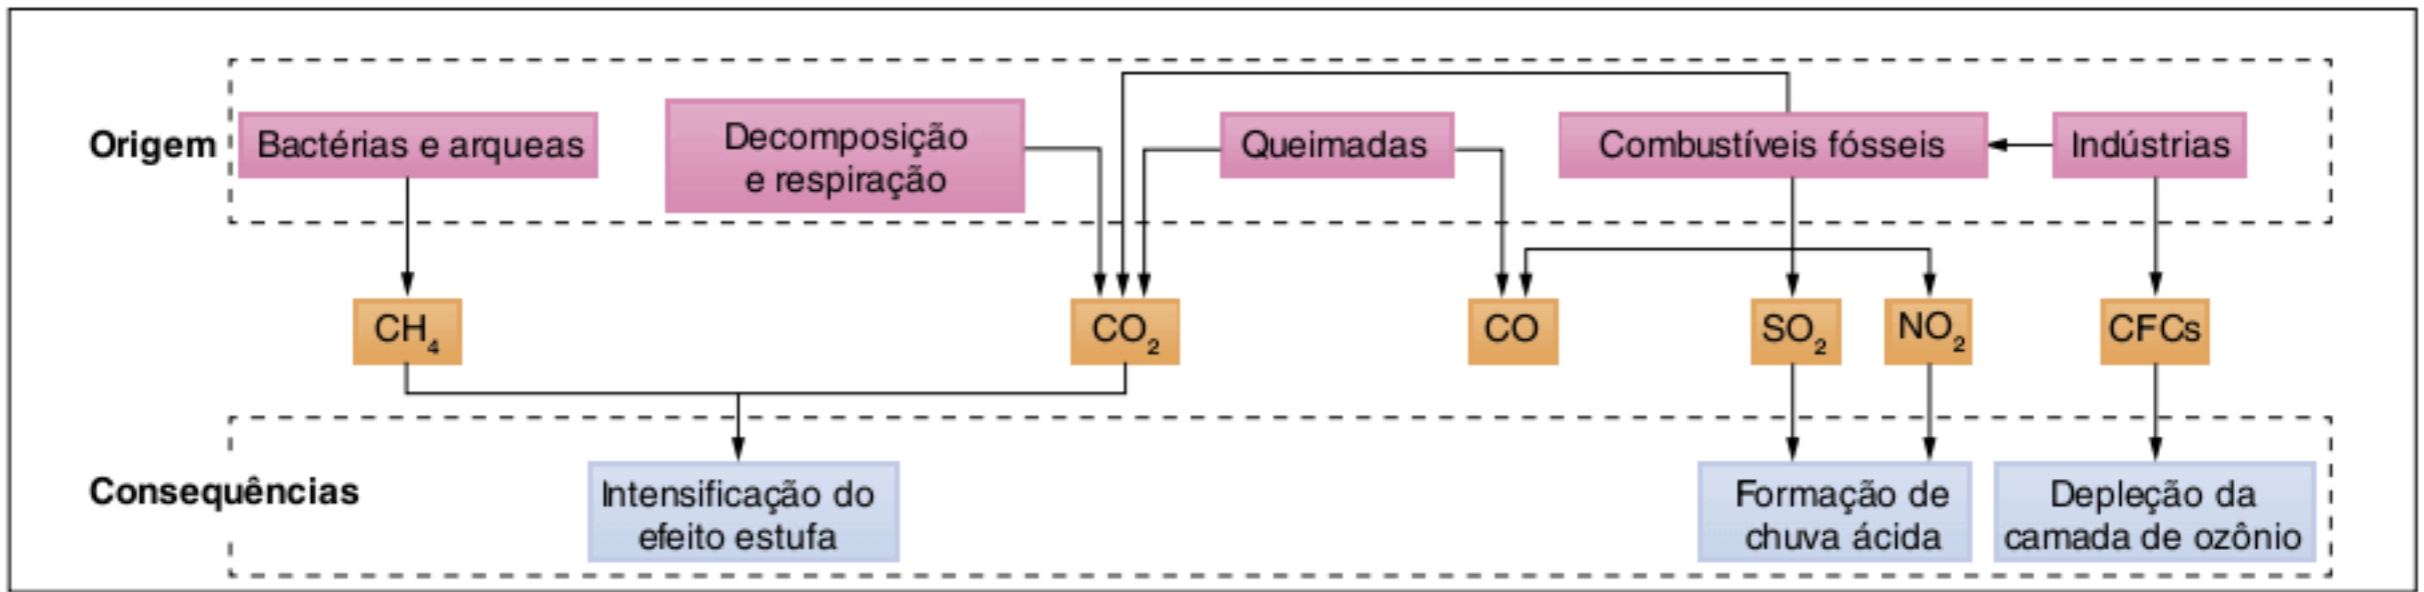 Origem
Bactérias e arqueas
Decomposição
e respiração
Queimadas
Combustíveis fósseis
Indústrias
CH₄
CO₂
CO
SO₂
NO₂
CFCs
Consequências
Intensificação do
efeito estufa
Formação de
chuva ácida
Depleção da
camada de ozônio